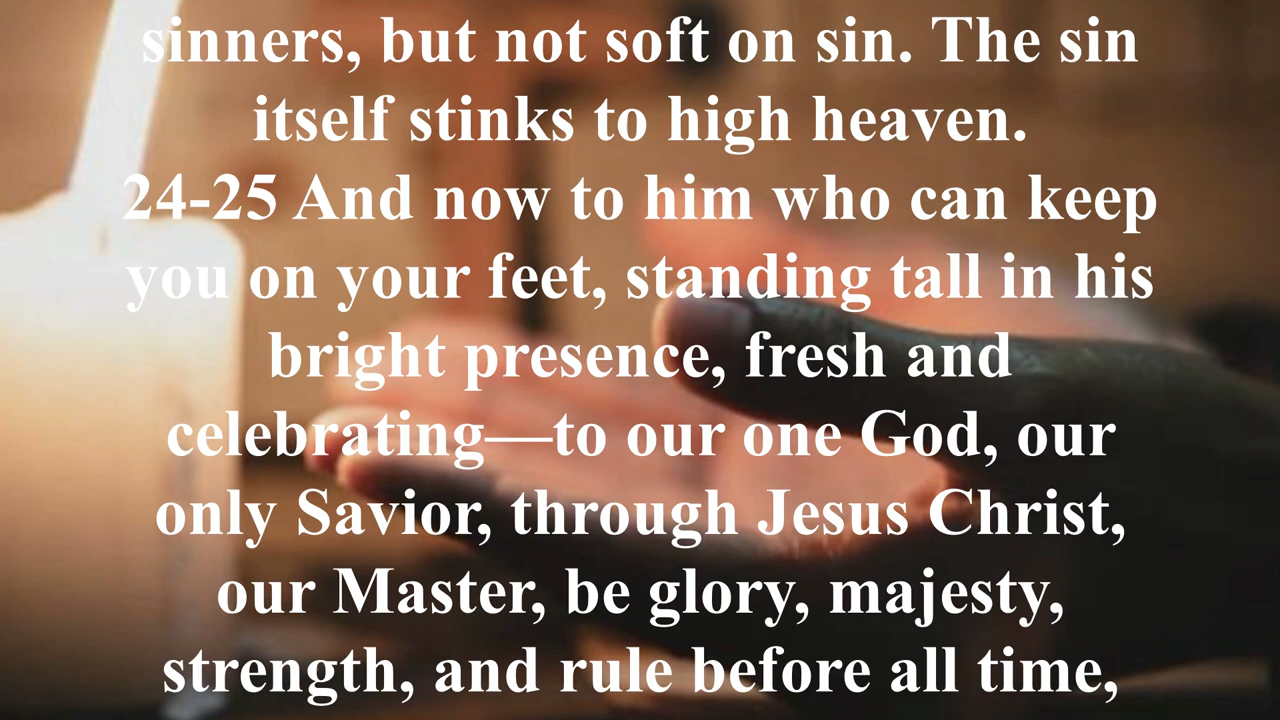 sinners, but not soft on sin. The sin
itself stinks to high heaven.
24-25 And now to him who can keep
you on your feet, standing tall in his
bright presence, fresh and
celebrating—to our one God, our
only Savior, through Jesus Christ,
our Master, be glory, majesty,
strength, and rule before all time,